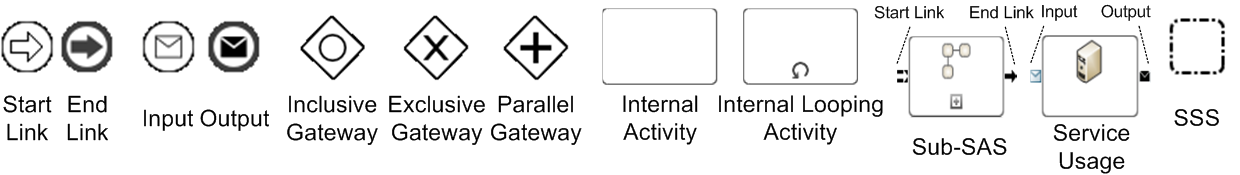 Start Link End Link Input Output
Start End
Link Link
Input Output
Inclusive Exclusive Parallel
Gateway Gateway Gateway
X
Internal Internal Looping
Activity Activity
Sub-SAS
Service
Usage
SSS